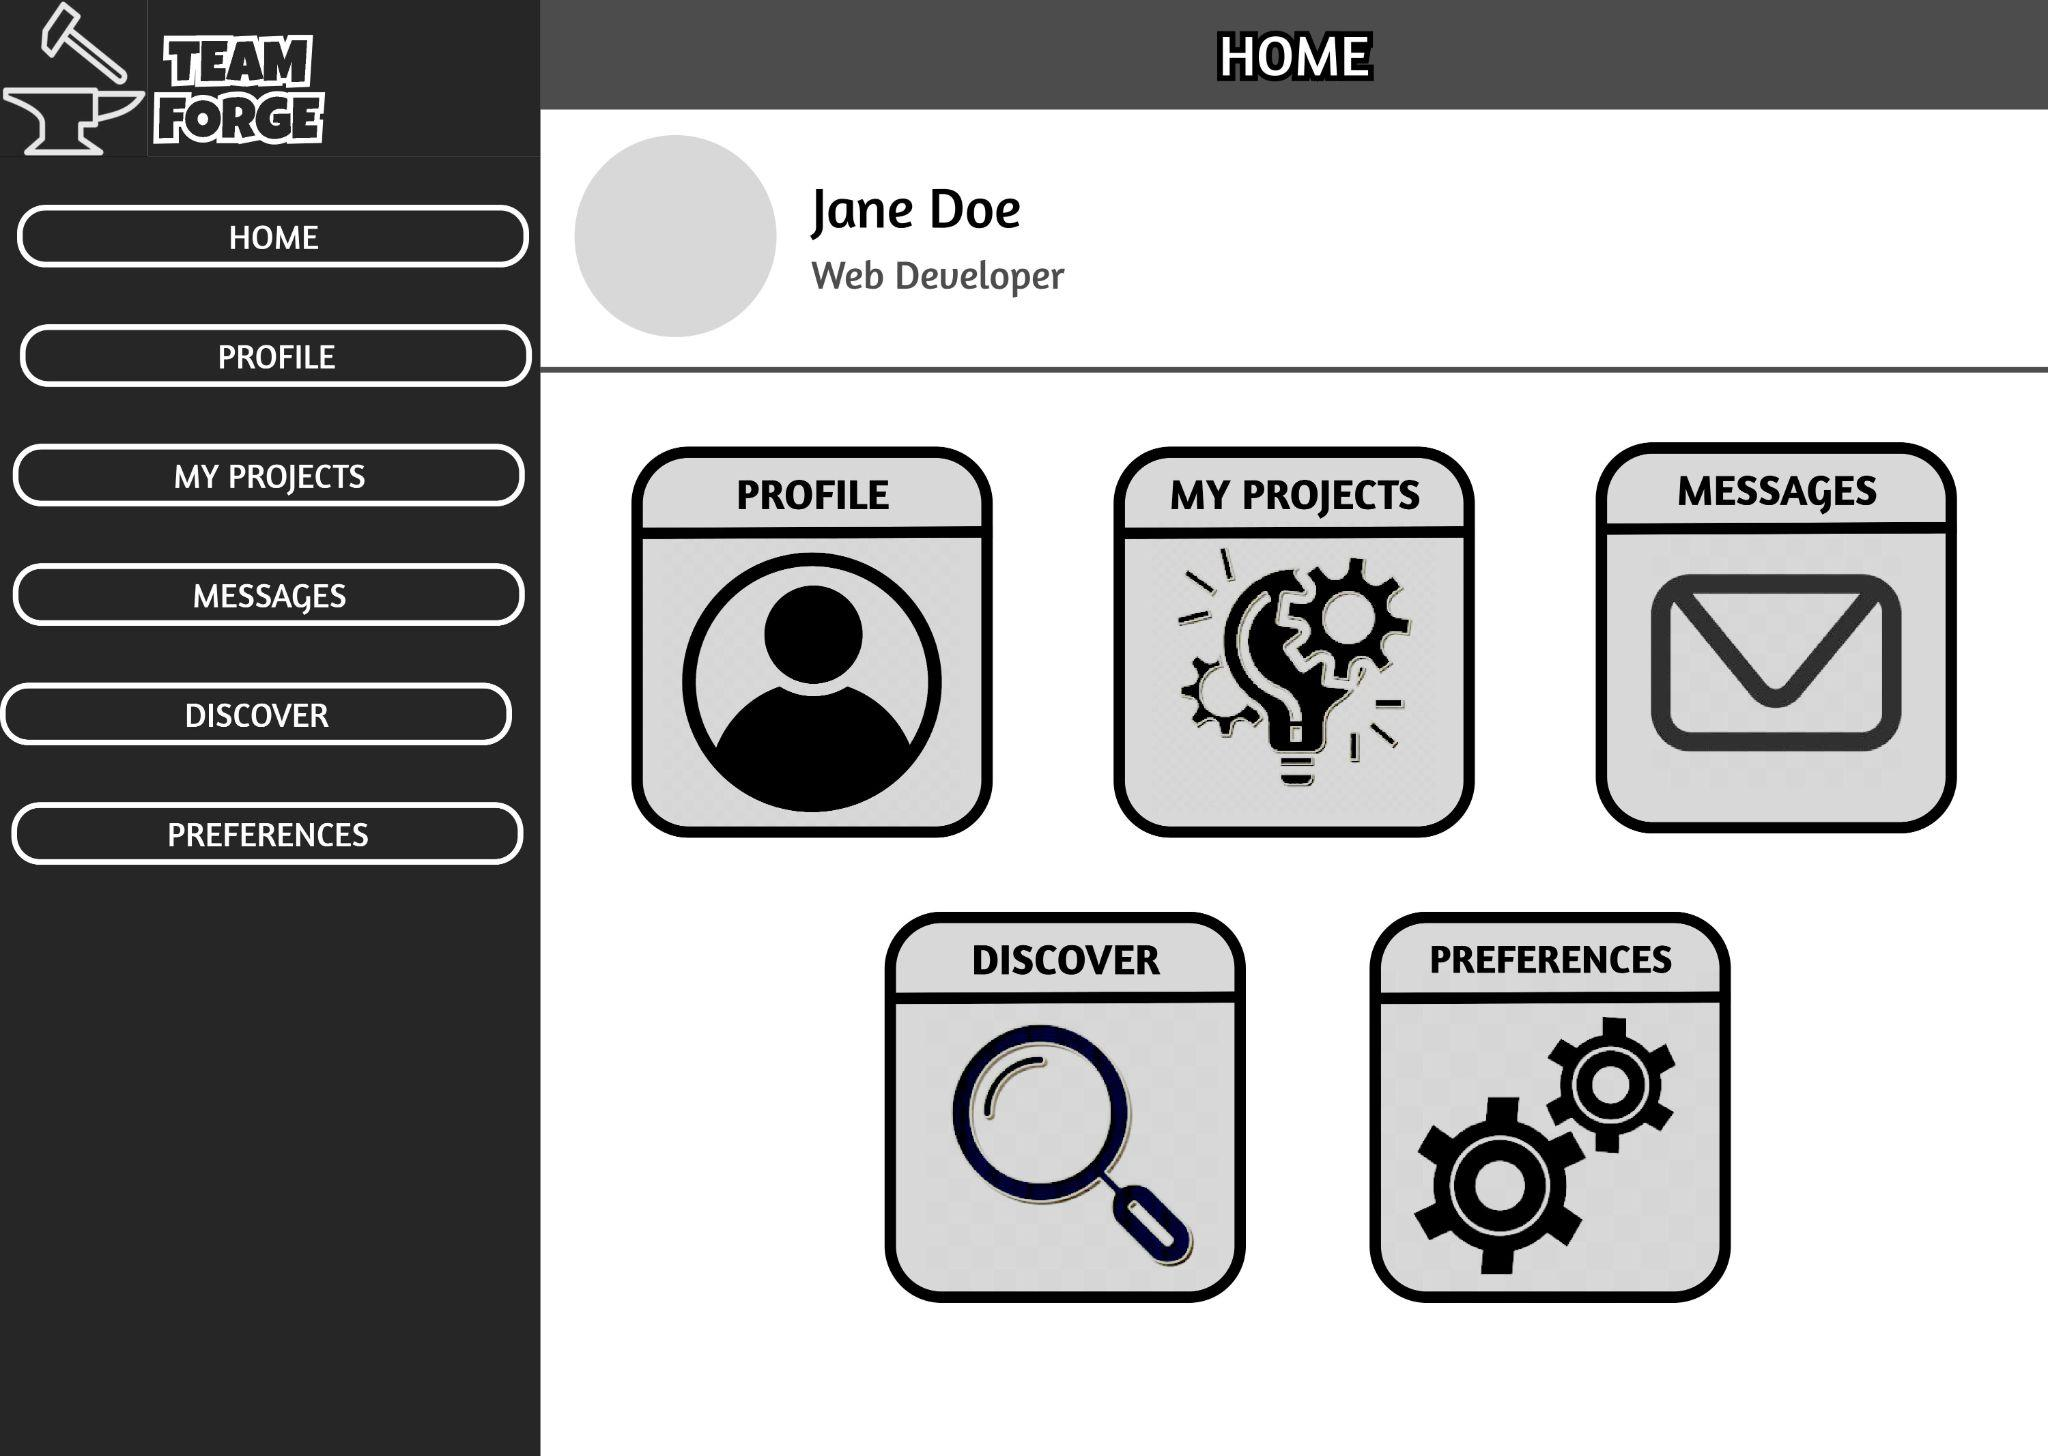 TEAM
FORGE
HOME
PROFILE
MY PROJECTS
MESSAGES
DISCOVER
PREFERENCES
HOME
Jane Doe
Web Developer
PROFILE
MY PROJECTS
MESSAGES
DISCOVER
PREFERENCES